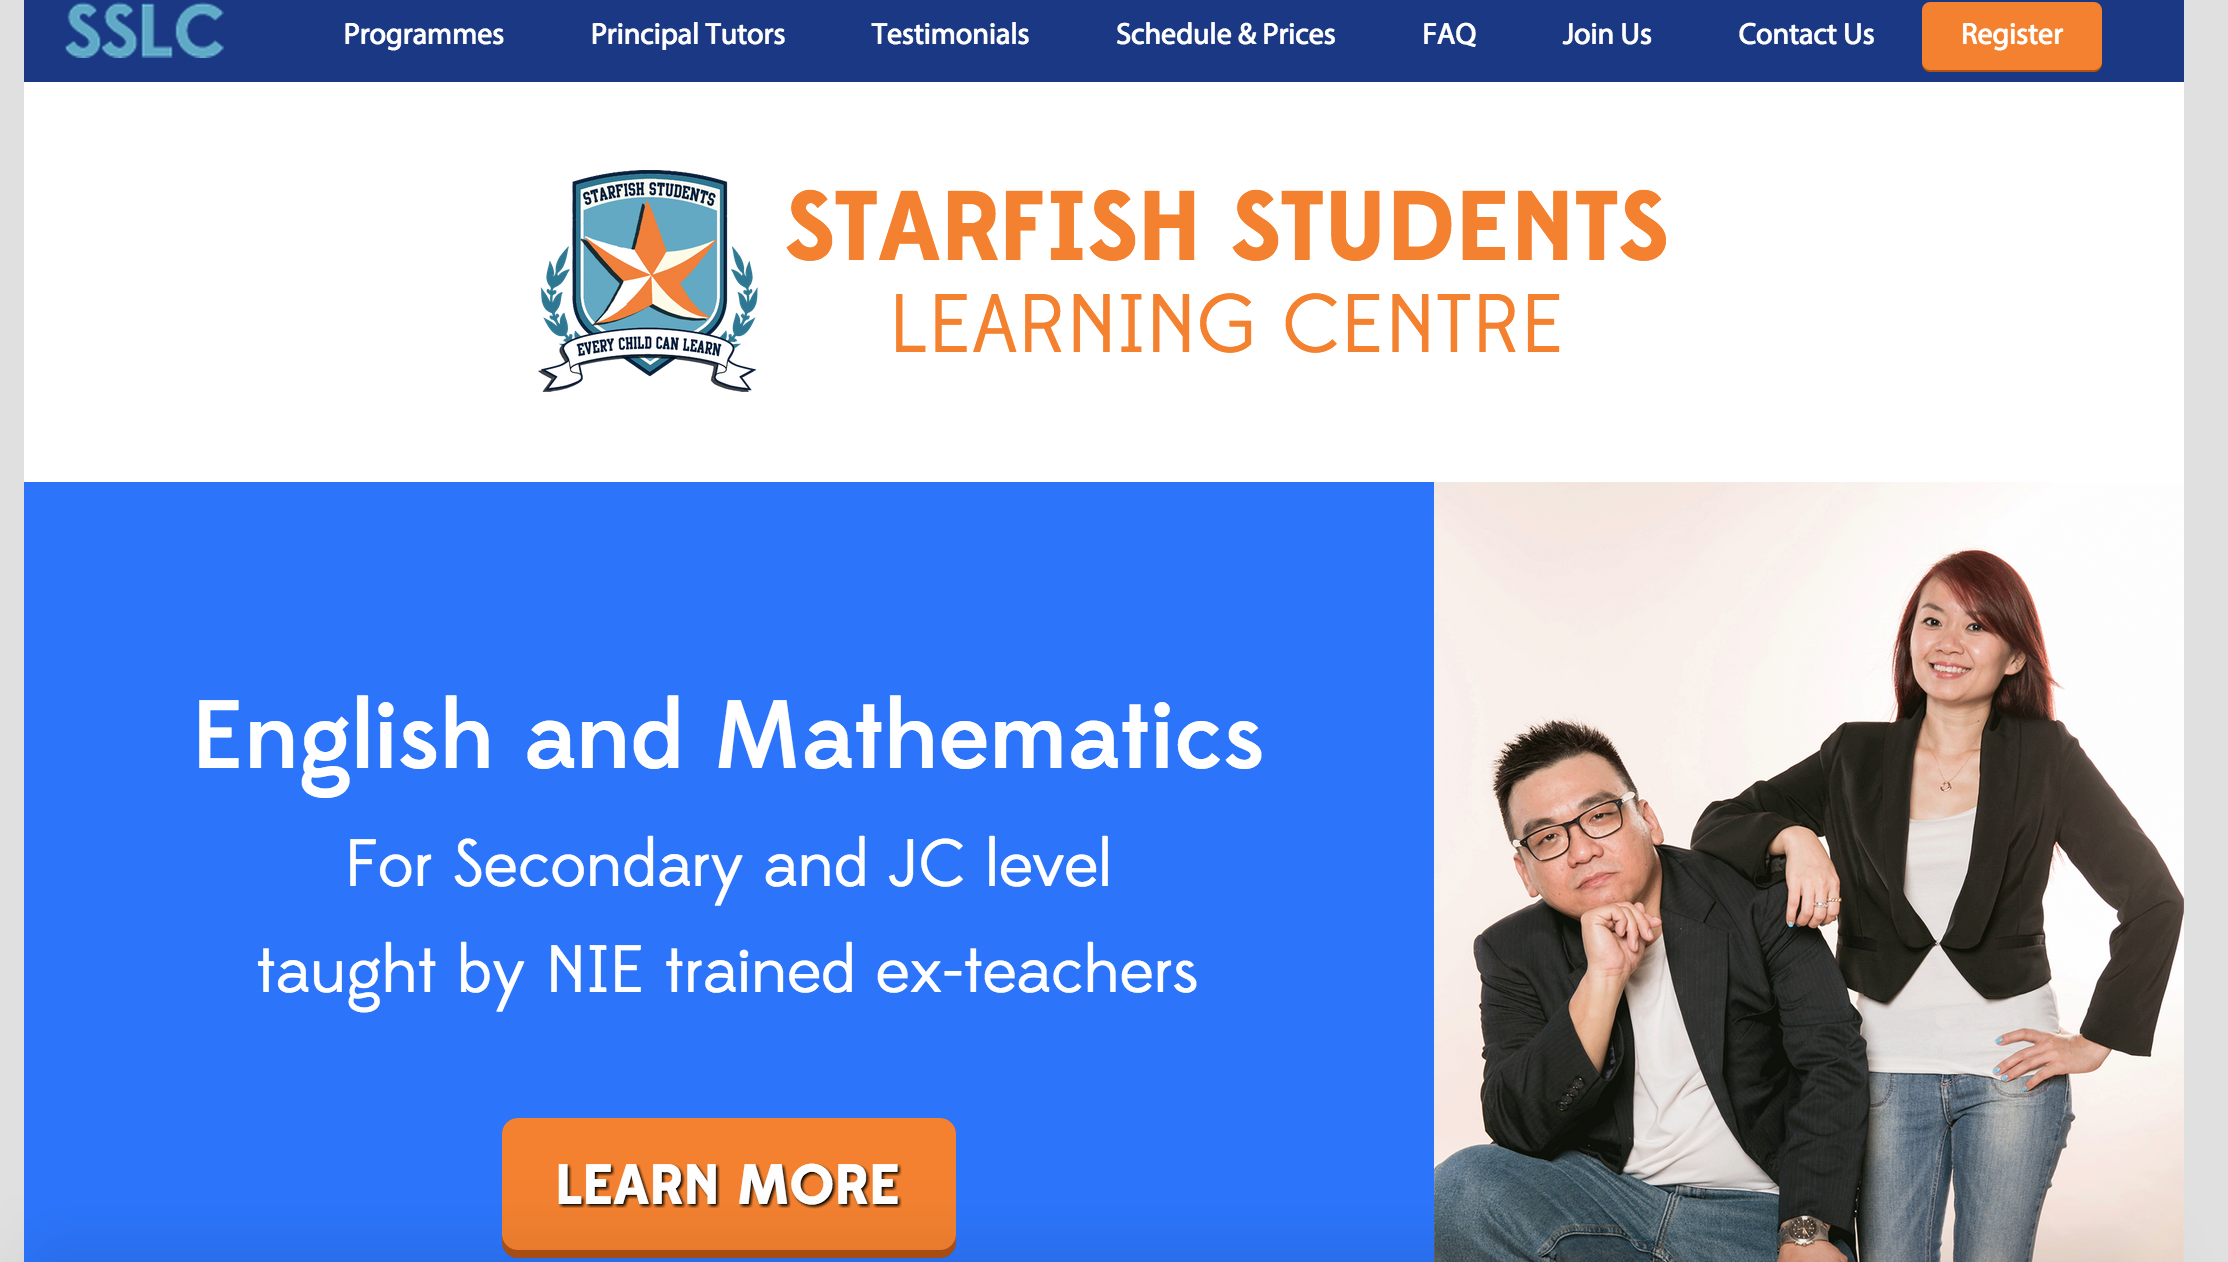 SSLC
Programmes
Principal Tutors
Testimonials
Schedule & Prices
FAQ
Join Us
Contact Us
Register
STARFISH STUDENTS
EVERY CHILD CAN LEARN
STARFISH STUDENTS
LEARNING CENTRE
English and Mathematics
For Secondary and JC level
taught by NIE trained ex-teachers
LEARN MORE